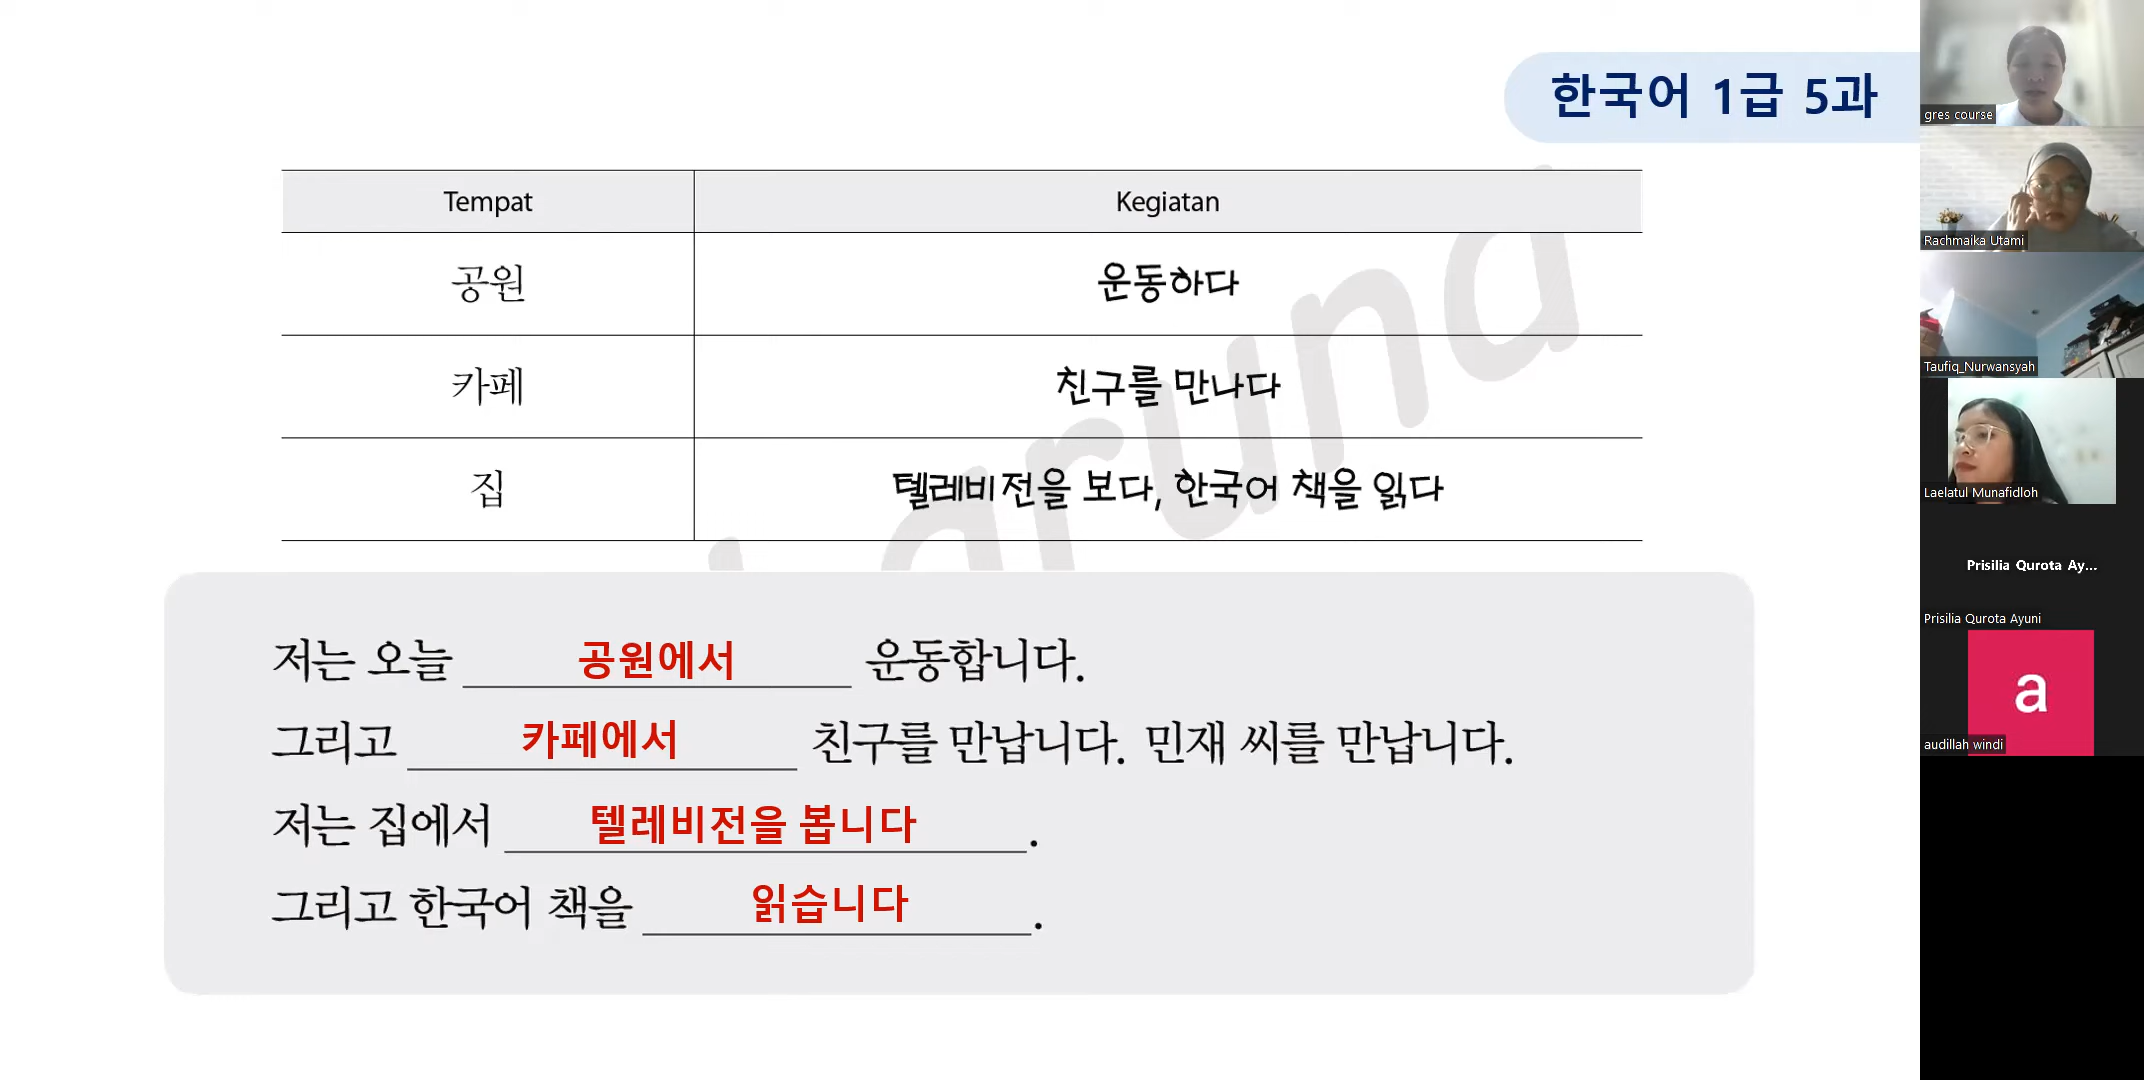 한국어 1급 5과
Tempat Kegiatan
공원 운동하다
카페 친구를 만나다
집 텔레비전을 보다, 한국어 책을 읽다
저는 오늘 공원에서 운동합니다.
그리고 카페에서 친구를 만납니다. 민재 씨를 만납니다.
저는 집에서 텔레비전을 봅니다.
그리고 한국어 책을 읽습니다.
gres course
Rachmaika Utami
Taufiq_Nurwansyah
Laelatul Munafidloh
Prisilia Qurota Ay...
Prisilia Qurota Ayuni
a
audillah windi